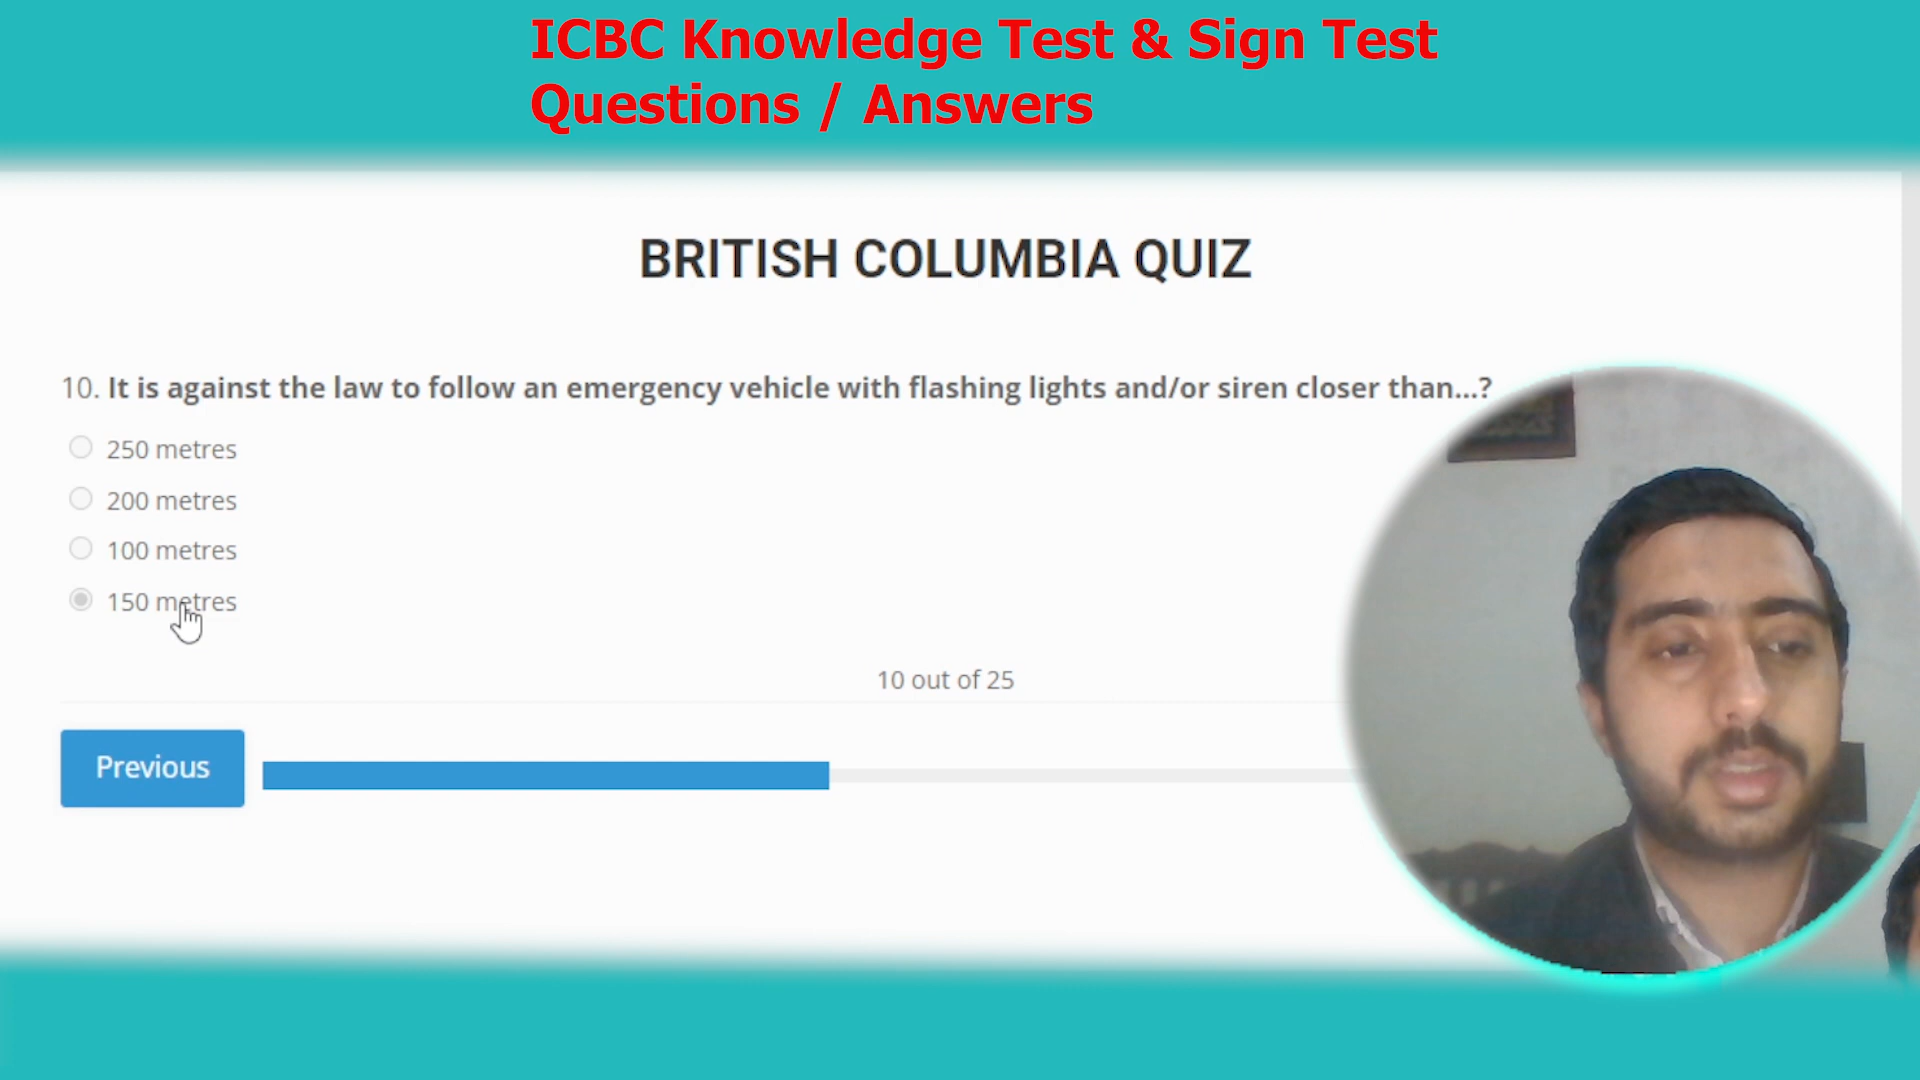 ICBC Knowledge Test & Sign Test
Questions / Answers
BRITISH COLUMBIA QUIZ
10. It is against the law to follow an emergency vehicle with flashing lights and/or siren closer than...?
250 metres
200 metres
100 metres
150 metres
10 out of 25
Previous